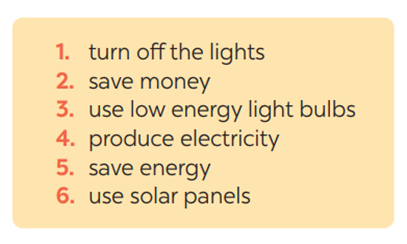 1. turn off the lights
2. save money
3. use low energy light bulbs
4. produce electricity
5. save energy
6. use solar panels